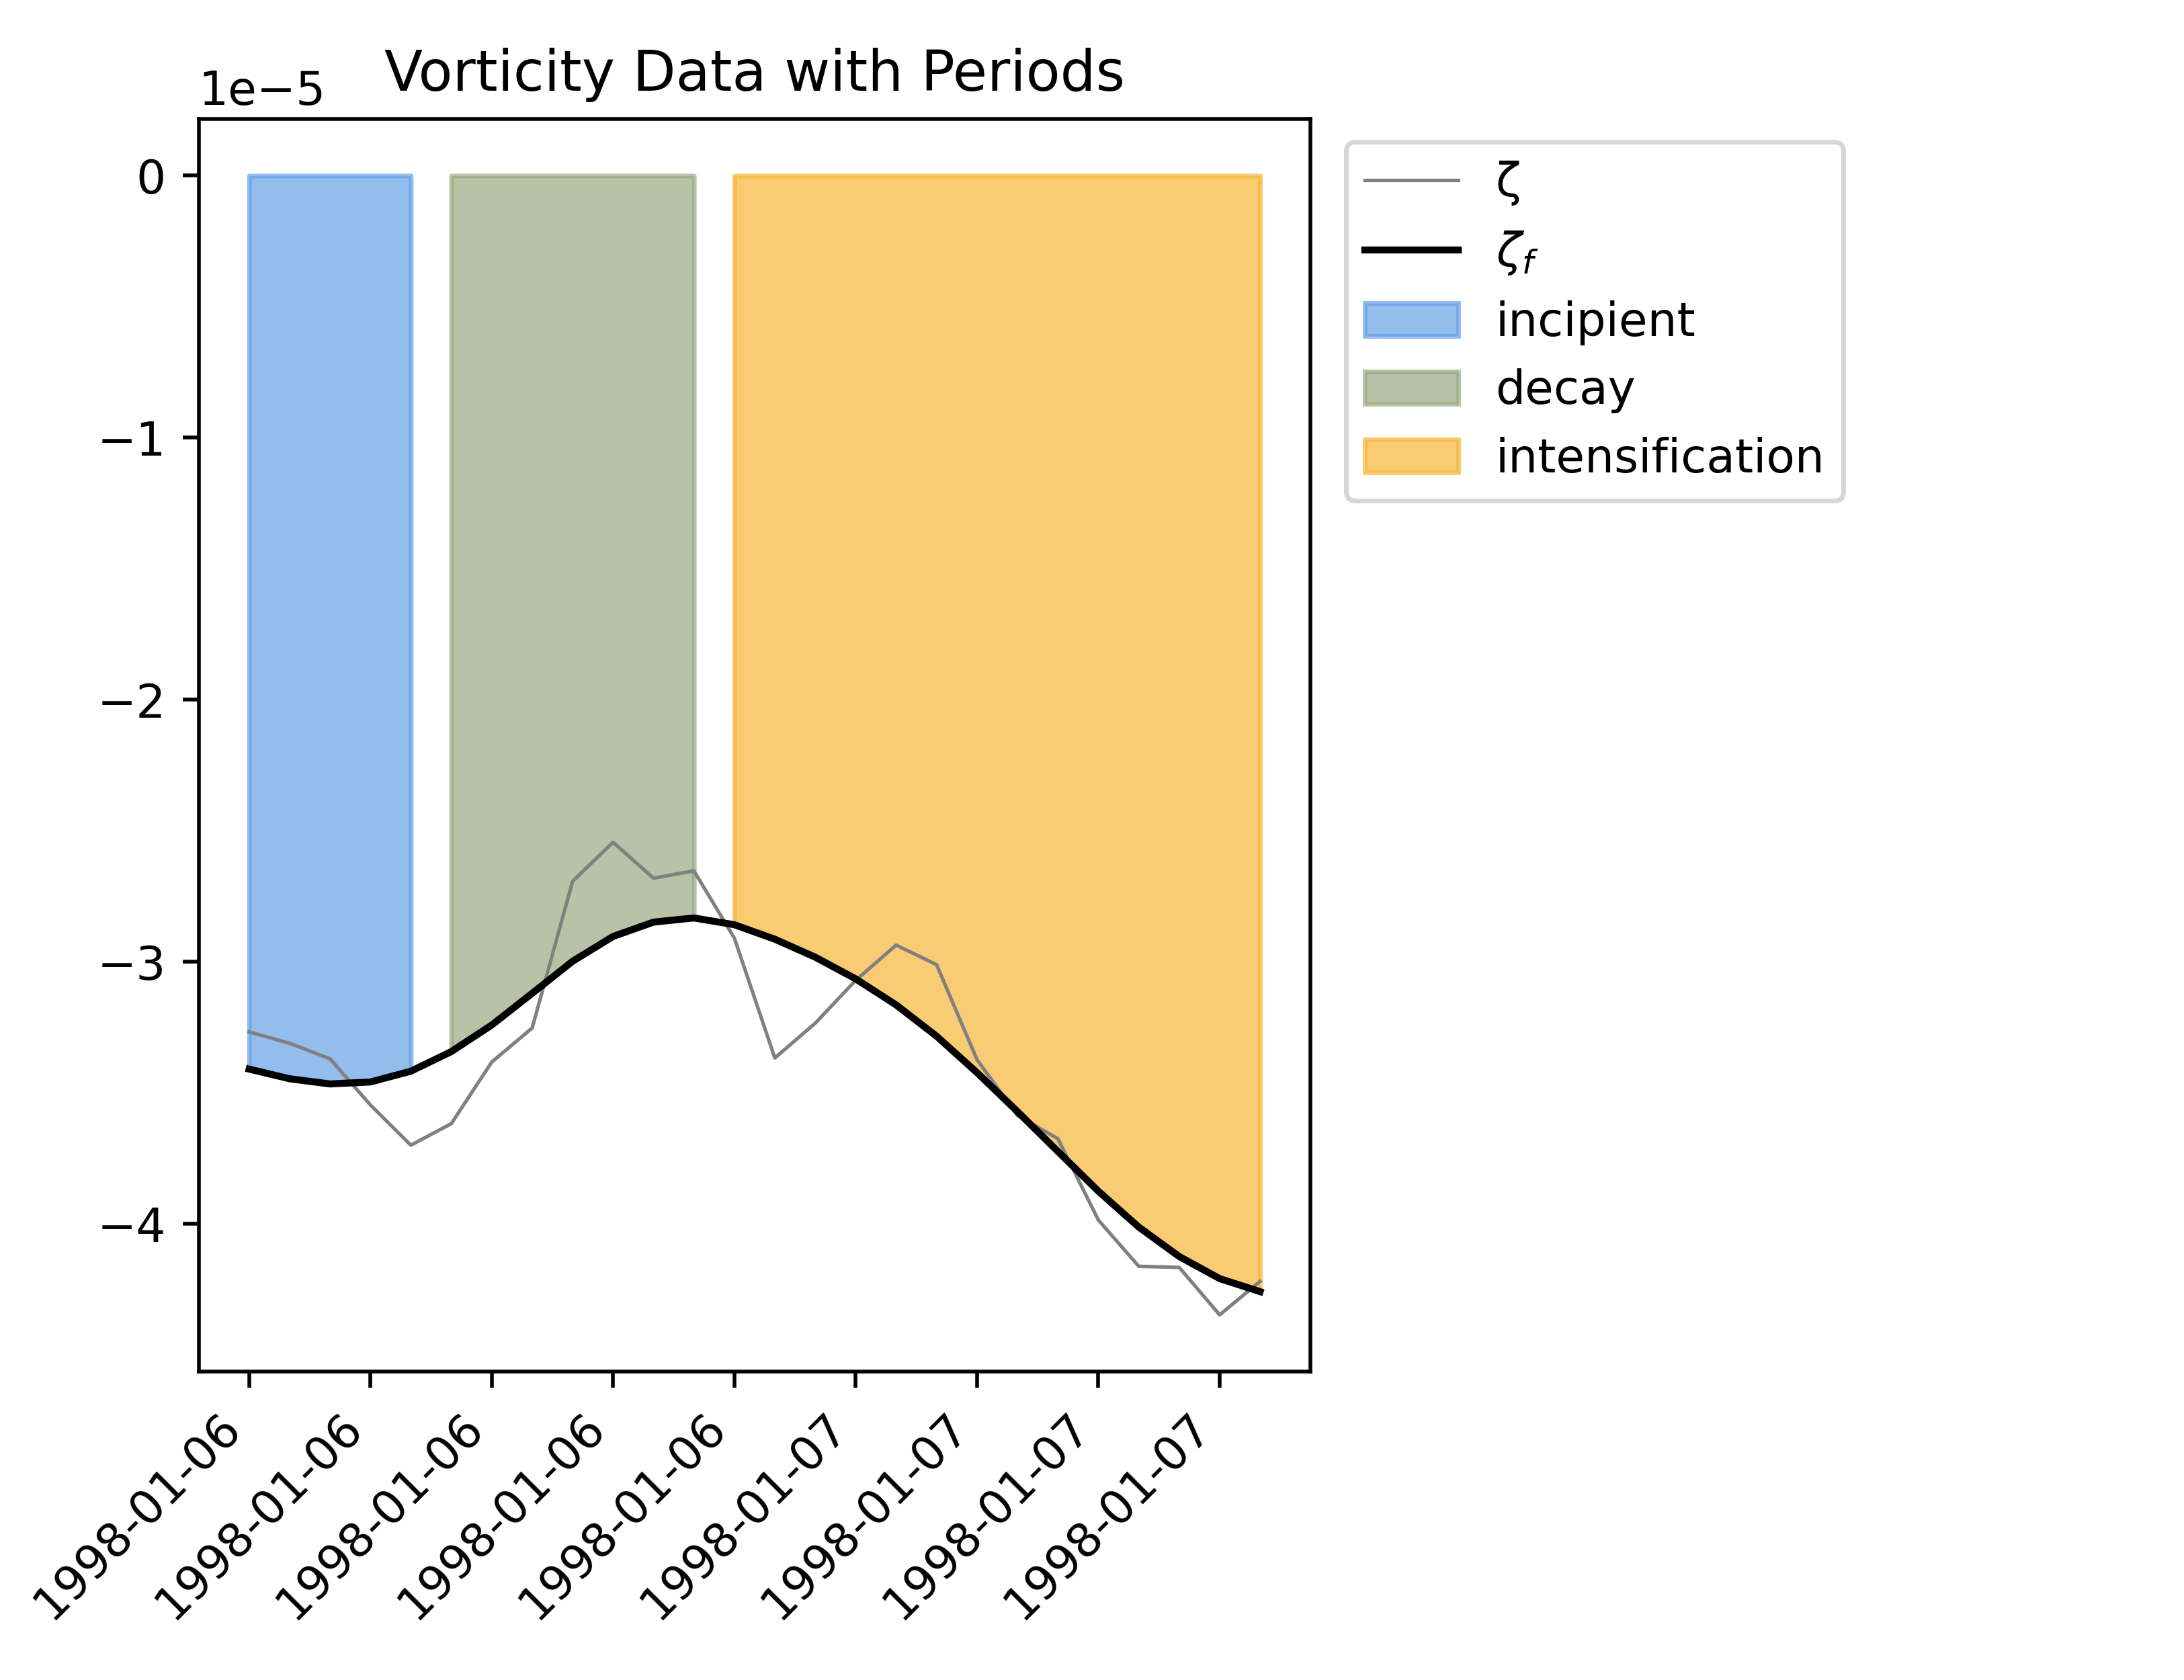 Vorticity Data with Periods
1e−5
0
−1
−2
−3
−4
1998-01-06
1998-01-06
1998-01-06
1998-01-06
1998-01-06
1998-01-07
1998-01-07
1998-01-07
1998-01-07
ζ
ζf
incipient
decay
intensification